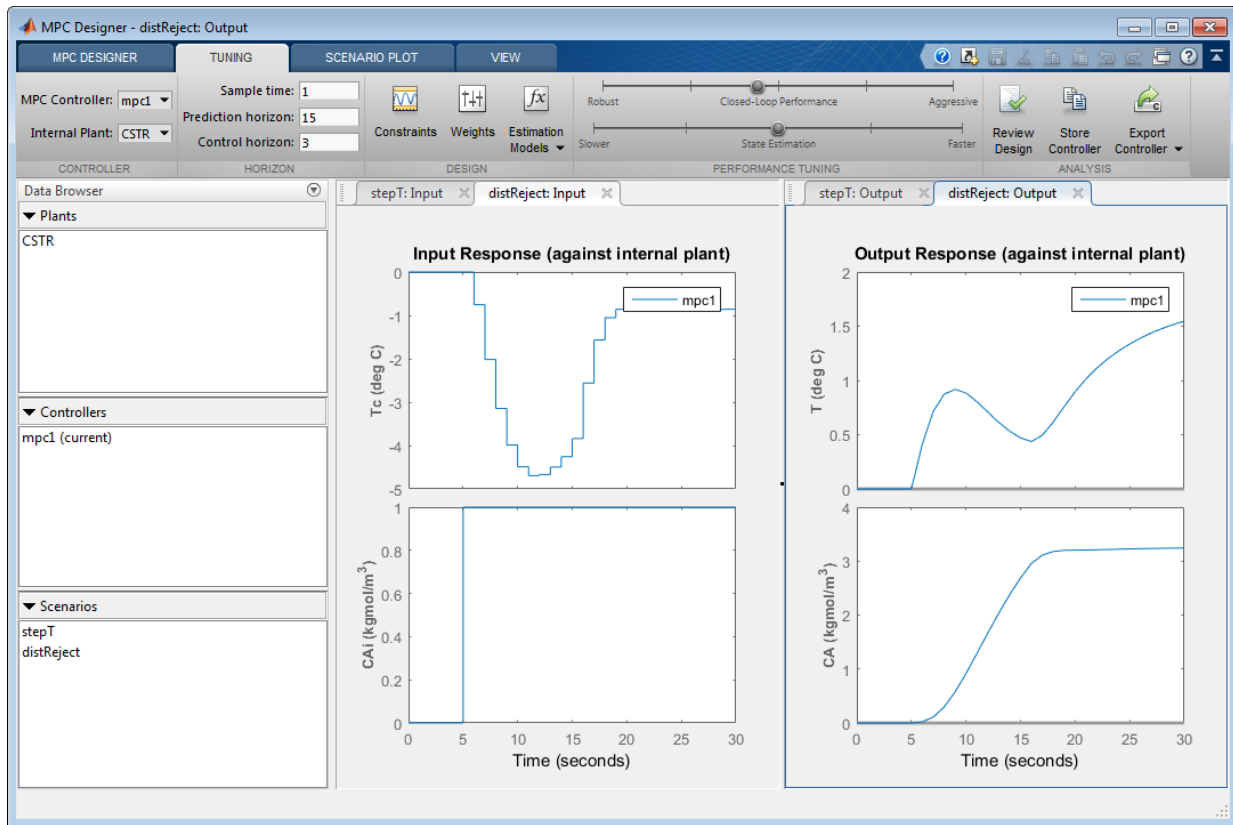 MPC Designer - distReject: Output
MPC DESIGNER TUNING SCENARIO PLOT VIEW
MPC Controller: mpc1
Internal Plant: CSTR
CONTROLLER
Sample time: 1
Prediction horizon: 15
Control horizon: 3
HORIZON
Constraints
Weights
fx
Estimation
Models
DESIGN
Robust Closed-Loop Performance Aggressive
Slower State Estimation Faster
PERFORMANCE TUNING
Review
Design
Store
Controller
C
Export
Controller
ANALYSIS
Data Browser
Plants
CSTR
Controllers
mpc1 (current)
Scenarios
stepT
distReject
stepT: Input distReject: Input
Input Response (against internal plant)
mpc1
0
-1
-2
-3
-4
-5
Tc (deg C)
1
0.8
0.6
0.4
0.2
0
CAi (kgmol/m³)
0 5 10 15 20 25 30
Time (seconds)
stepT: Output distReject: Output
Output Response (against internal plant)
mpc1
2
1.5
1
0.5
0
T (deg C)
4
3
2
1
0
CA (kgmol/m³)
0 5 10 15 20 25 30
Time (seconds)